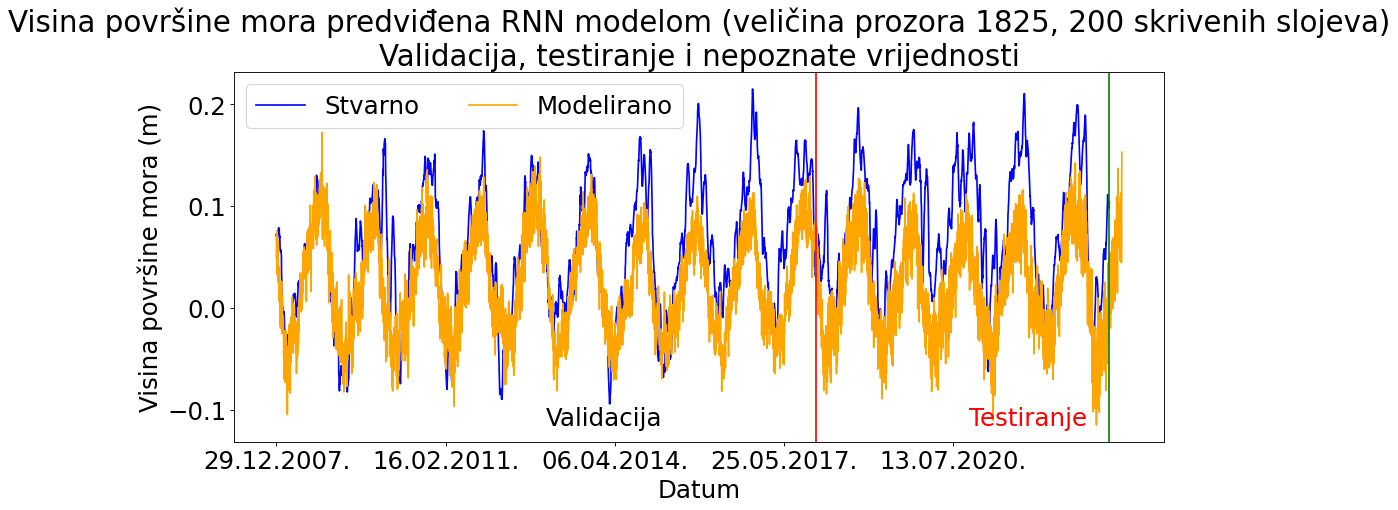 Visina površine mora predviđena RNN modelom (veličina prozora 1825, 200 skrivenih slojeva)
Validacija, testiranje i nepoznate vrijednosti
Stvarno Modelirano
Visina površine mora (m)
0.2
0.1
0.0
−0.1
Validacija Testiranje
29.12.2007. 16.02.2011. 06.04.2014. 25.05.2017. 13.07.2020.
Datum